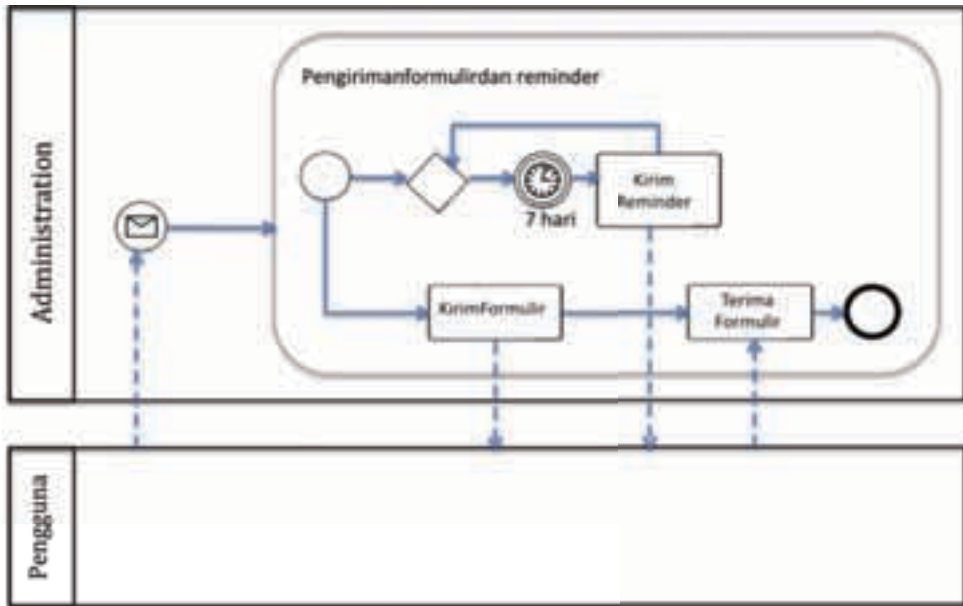 Administration
Pengirimanformulirdan reminder
Kirim
Reminder
7 hari
KirimFormulir
Terima
Formulir
Pengguna